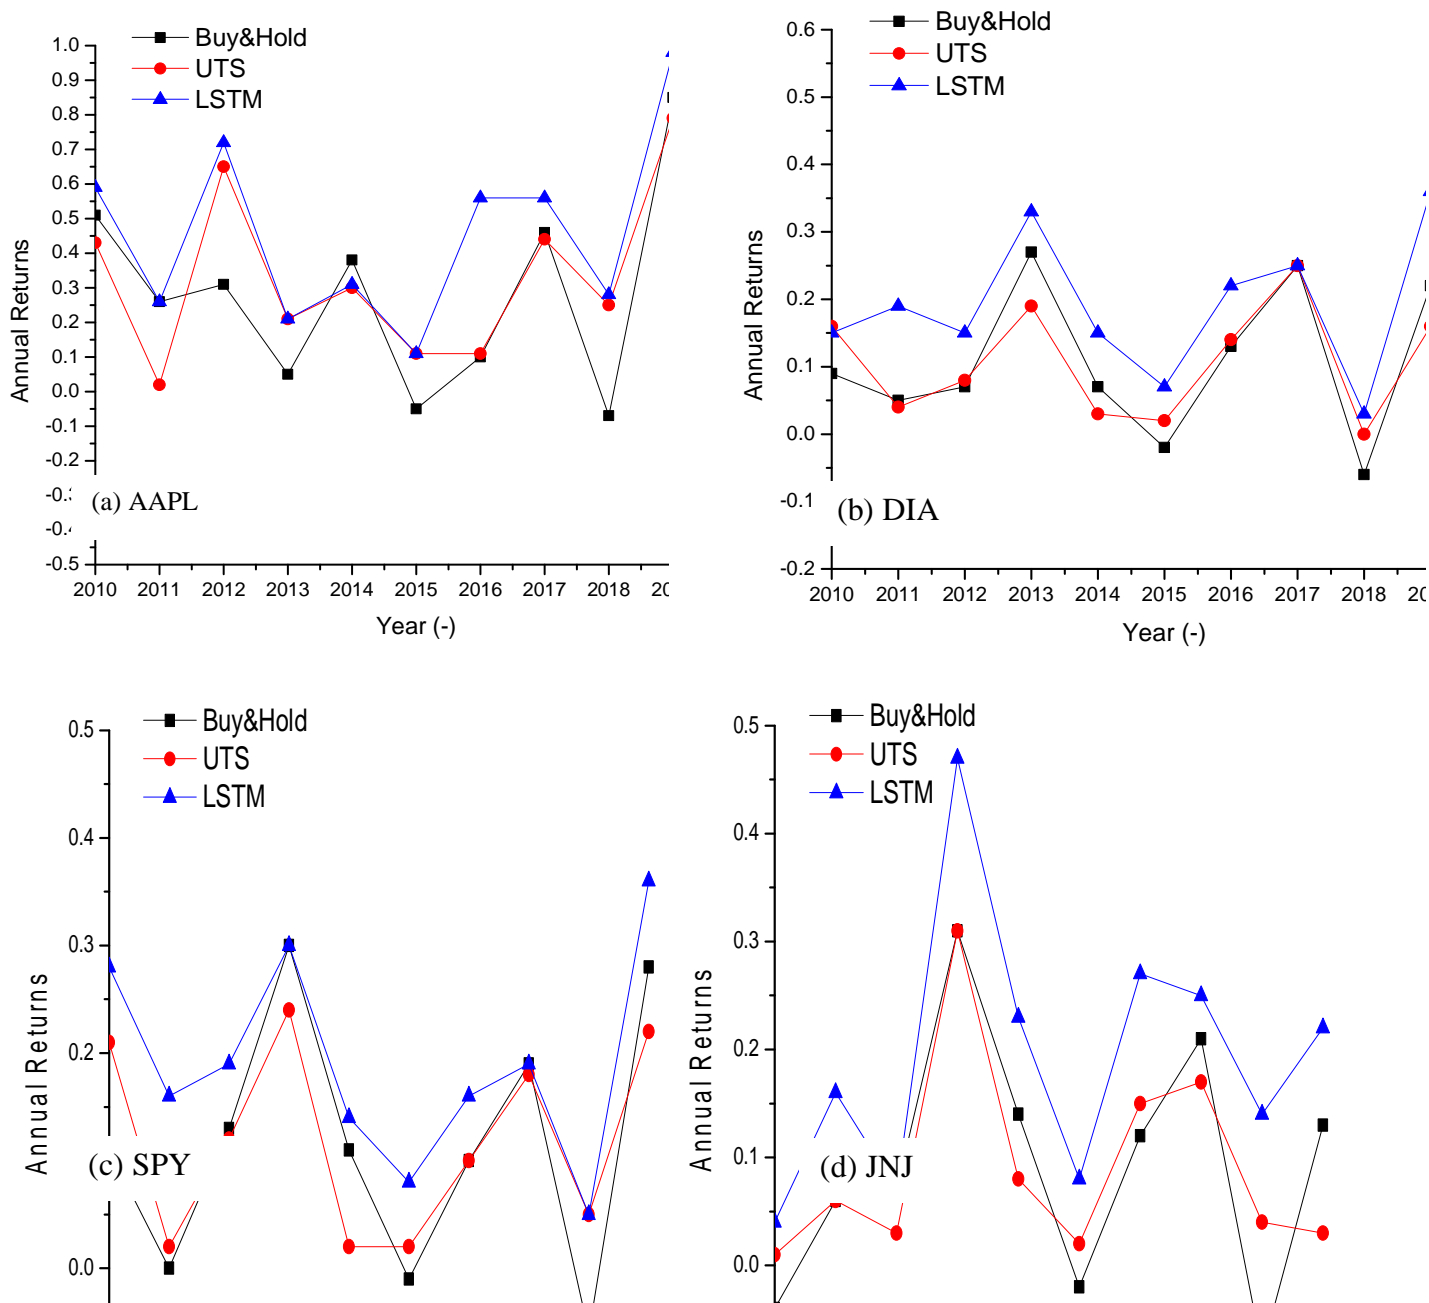 Buy&Hold
UTS
LSTM
1.0
0.9
0.8
0.7
0.6
0.5
0.4
0.3
0.2
0.1
0.0
-0.1
-0.2
-0.5
Annual Returns
(a) AAPL
2010 2011 2012 2013 2014 2015 2016 2017 2018
Year (-)
Buy&Hold
UTS
LSTM
0.6
0.5
0.4
0.3
0.2
0.1
0.0
-0.1
-0.2
Annual Returns
(b) DIA
2010 2011 2012 2013 2014 2015 2016 2017 2018
Year (-)
Buy&Hold
UTS
LSTM
0.5
0.4
0.3
0.2
0.0
Annual Returns
(c) SPY
Buy&Hold
UTS
LSTM
0.5
0.4
0.3
0.2
0.1
0.0
Annual Returns
(d) JNJ